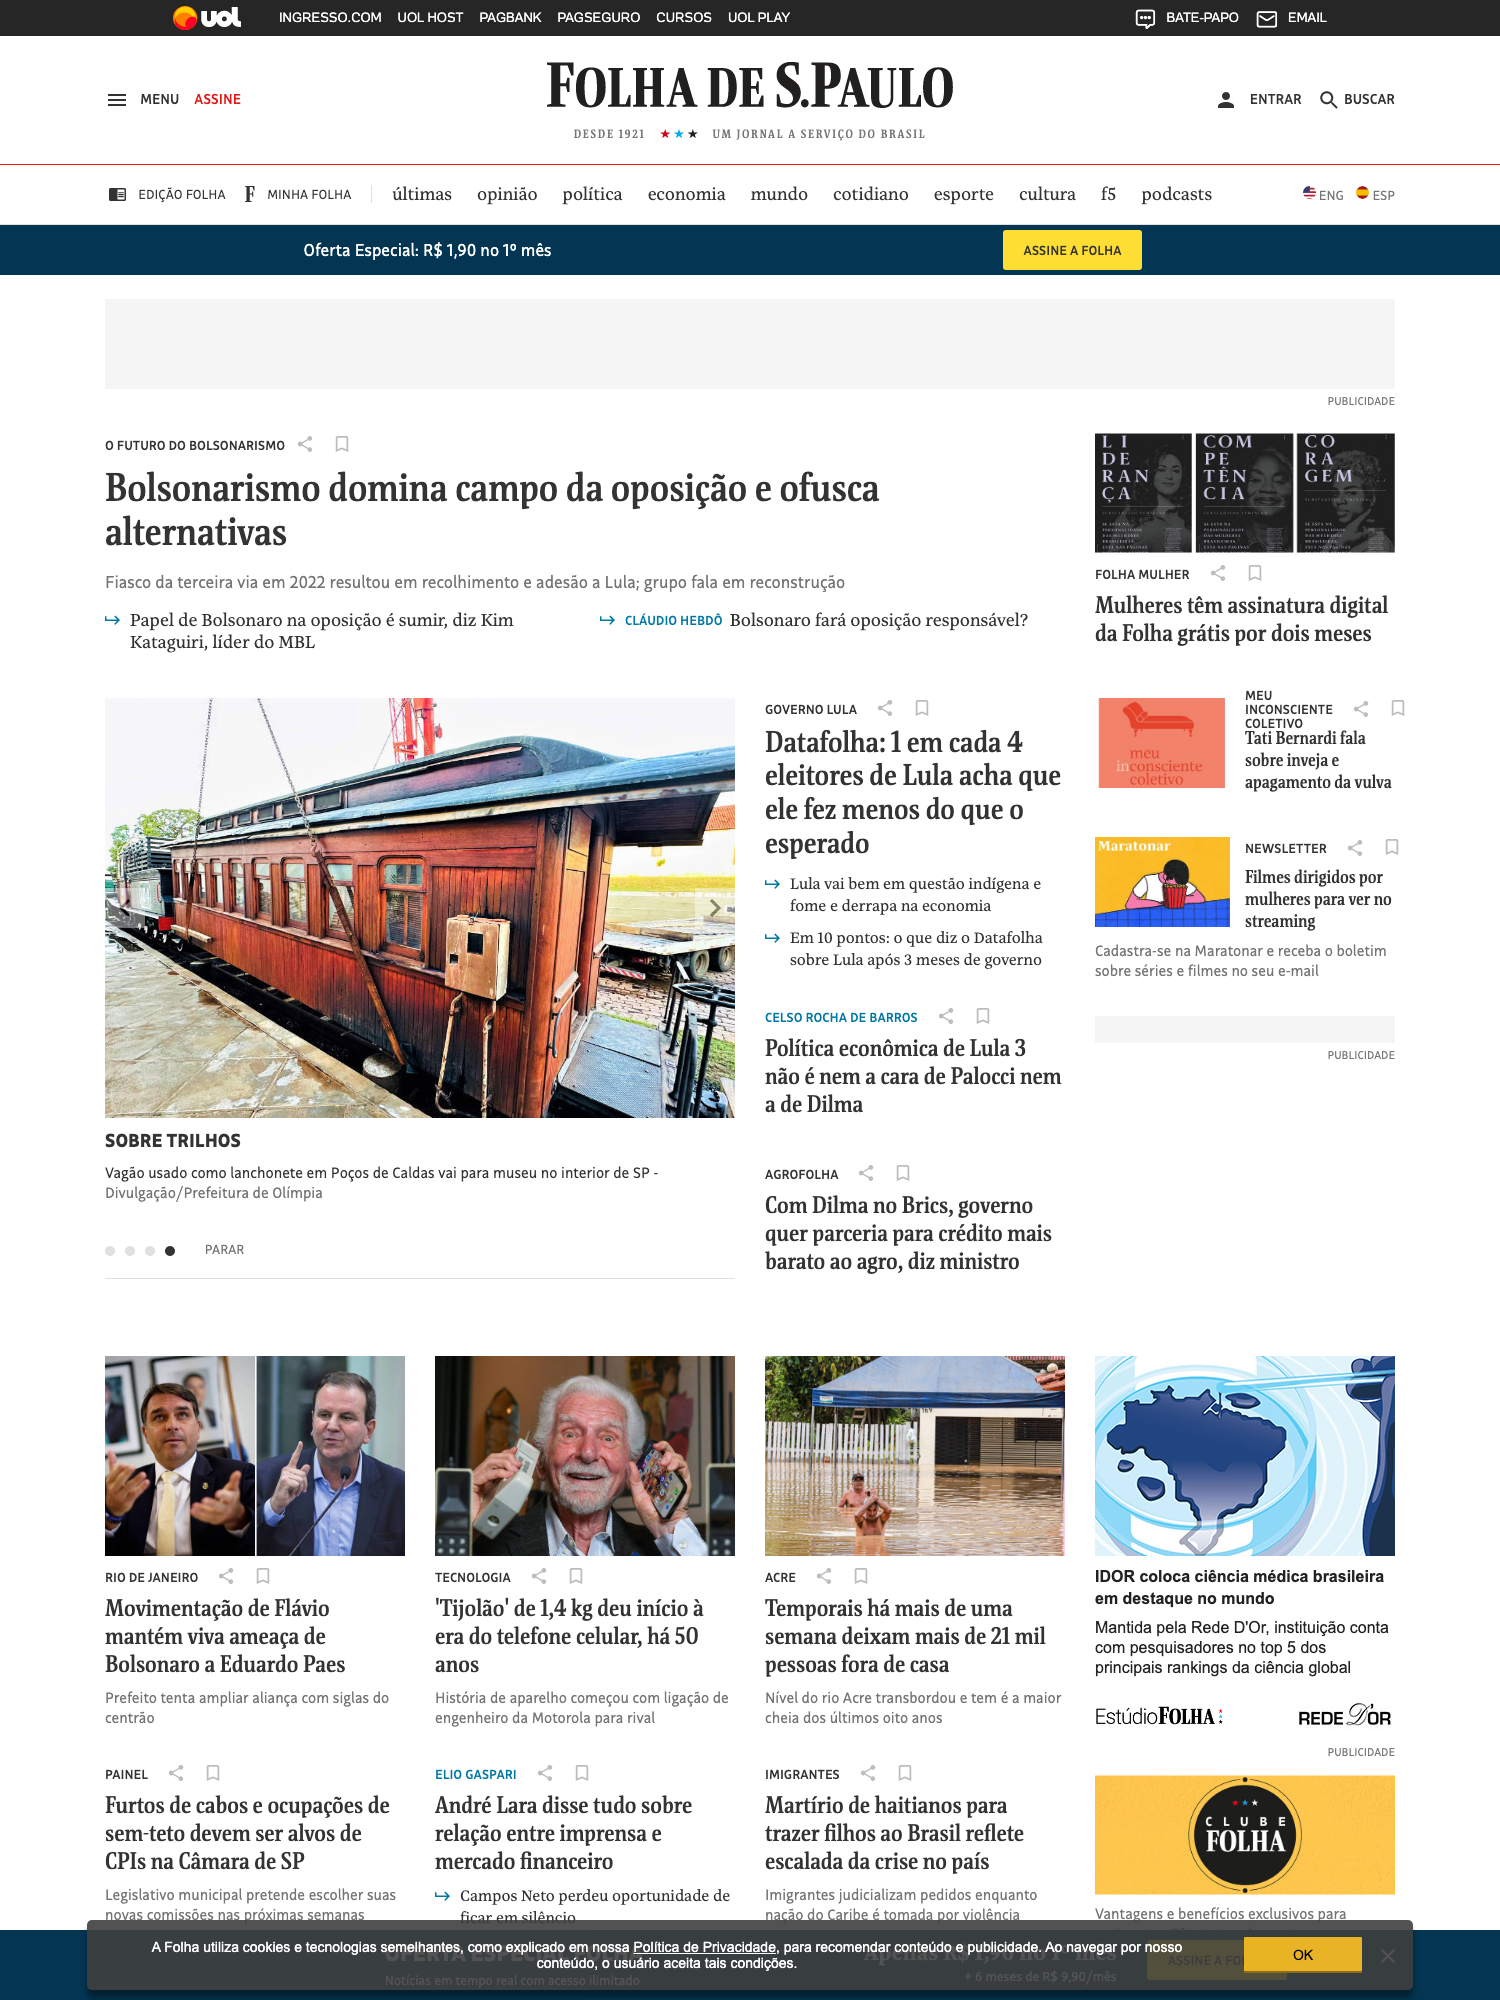 uol
INGRESSO.COM UOL HOST PAGBANK PAGSEGURO CURSOS UOL PLAY
BATE-PAPO EMAIL
MENU ASSINE
FOLHA DE S.PAULO
DESDE 1921 ★★★ UM JORNAL A SERVIÇO DO BRASIL
ENTRAR BUSCAR
EDIÇÃO FOLHA F MINHA FOLHA
últimas opinião política economia mundo cotidiano esporte cultura f5 podcasts
ENG ESP
Oferta Especial: R$ 1,90 no 1º mês
ASSINE A FOLHA
PUBLICIDADE
O FUTURO DO BOLSONARISMO
Bolsonarismo domina campo da oposição e ofusca
alternativas
Fiasco da terceira via em 2022 resultou em recolhimento e adesão a Lula; grupo fala em reconstrução
Papel de Bolsonaro na oposição é sumir, diz Kim
Kataguiri, líder do MBL
CLÁUDIO HEBDÔ Bolsonaro fará oposição responsável?
LI
DE
RAN
ÇA
COM
PE
TÊN
CIA
CO
RA
GEM
FOLHA MULHER
Mulheres têm assinatura digital
da Folha grátis por dois meses
SOBRE TRILHOS
Vagão usado como lanchonete em Poços de Caldas vai para museu no interior de SP -
Divulgação/Prefeitura de Olímpia
PARAR
GOVERNO LULA
Datafolha: 1 em cada 4
eleitores de Lula acha que
ele fez menos do que o
esperado
Lula vai bem em questão indígena e
fome e derrapa na economia
Em 10 pontos: o que diz o Datafolha
sobre Lula após 3 meses de governo
CELSO ROCHA DE BARROS
Política econômica de Lula 3
não é nem a cara de Palocci nem
a de Dilma
AGROFOLHA
Com Dilma no Brics, governo
quer parceria para crédito mais
barato ao agro, diz ministro
meu
inconsciente
coletivo
MEU
INCONSCIENTE
COLETIVO
Tati Bernardi fala
sobre inveja e
apagamento da vulva
Maratonar
NEWSLETTER
Filmes dirigidos por
mulheres para ver no
streaming
Cadastra-se na Maratonar e receba o boletim
sobre séries e filmes no seu e-mail
PUBLICIDADE
RIO DE JANEIRO
Movimentação de Flávio
mantém viva ameaça de
Bolsonaro a Eduardo Paes
Prefeito tenta ampliar aliança com siglas do
centrão
TECNOLOGIA
'Tijolão' de 1,4 kg deu início à
era do telefone celular, há 50
anos
História de aparelho começou com ligação de
engenheiro da Motorola para rival
ACRE
Temporais há mais de uma
semana deixam mais de 21 mil
pessoas fora de casa
Nível do rio Acre transbordou e tem é a maior
cheia dos últimos oito anos
IDOR coloca ciência médica brasileira
em destaque no mundo
Mantida pela Rede D'Or, instituição conta
com pesquisadores no top 5 dos
principais rankings da ciência global
EstúdioFOLHA REDE D'OR
PUBLICIDADE
PAINEL
Furtos de cabos e ocupações de
sem-teto devem ser alvos de
CPIs na Câmara de SP
Legislativo municipal pretende escolher suas
novas comissões nas próximas semanas
ELIO GASPARI
André Lara disse tudo sobre
relação entre imprensa e
mercado financeiro
Campos Neto perdeu oportunidade de
ficar em silêncio
IMIGRANTES
Martírio de haitianos para
trazer filhos ao Brasil reflete
escalada da crise no país
Imigrantes judicializam pedidos enquanto
nação do Caribe é tomada por violência
CLUBE
FOLHA
Vantagens e benefícios exclusivos para
A Folha utiliza cookies e tecnologias semelhantes, como explicado em nossa Política de Privacidade, para recomendar conteúdo e publicidade. Ao navegar por nosso
conteúdo, o usuário aceita tais condições.
OK
Notícias em tempo real com acesso ilimitado
+ 6 meses de R$ 9,90/mês
ASSINE A FO